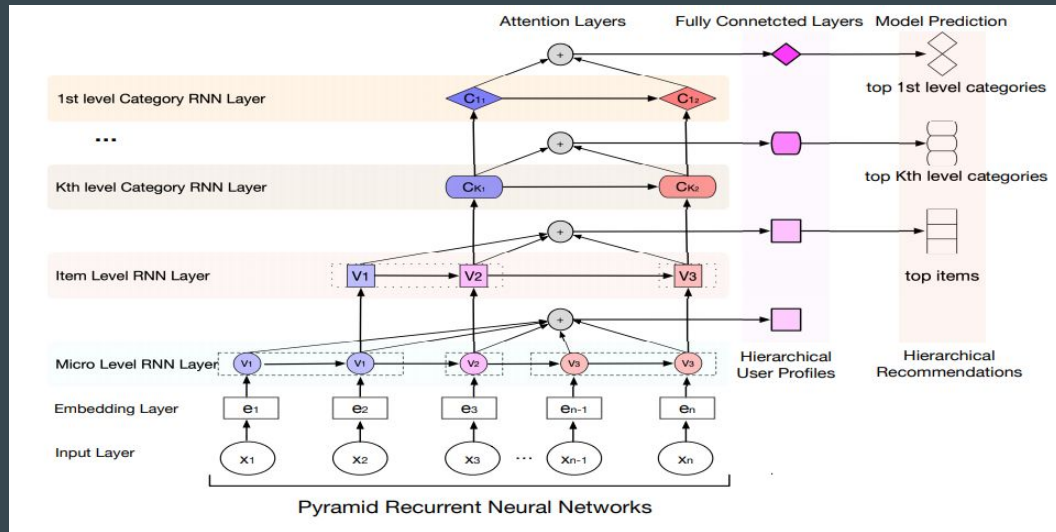 Attention Layers Fully Connetcted Layers Model Prediction
+
top 1st level categories
1st level Category RNN Layer C11 C12
...
+
top Kth level categories
Kth level Category RNN Layer CK1 CK2
+
Item Level RNN Layer V1 V2 V3
top items
+
Micro Level RNN Layer V1 V1 V2 V3 V3
Hierarchical User Profiles
Hierarchical Recommendations
Embedding Layer e1 e2 e3 en-1 en
Input Layer x1 x2 x3 ... xn-1 xn
Pyramid Recurrent Neural Networks